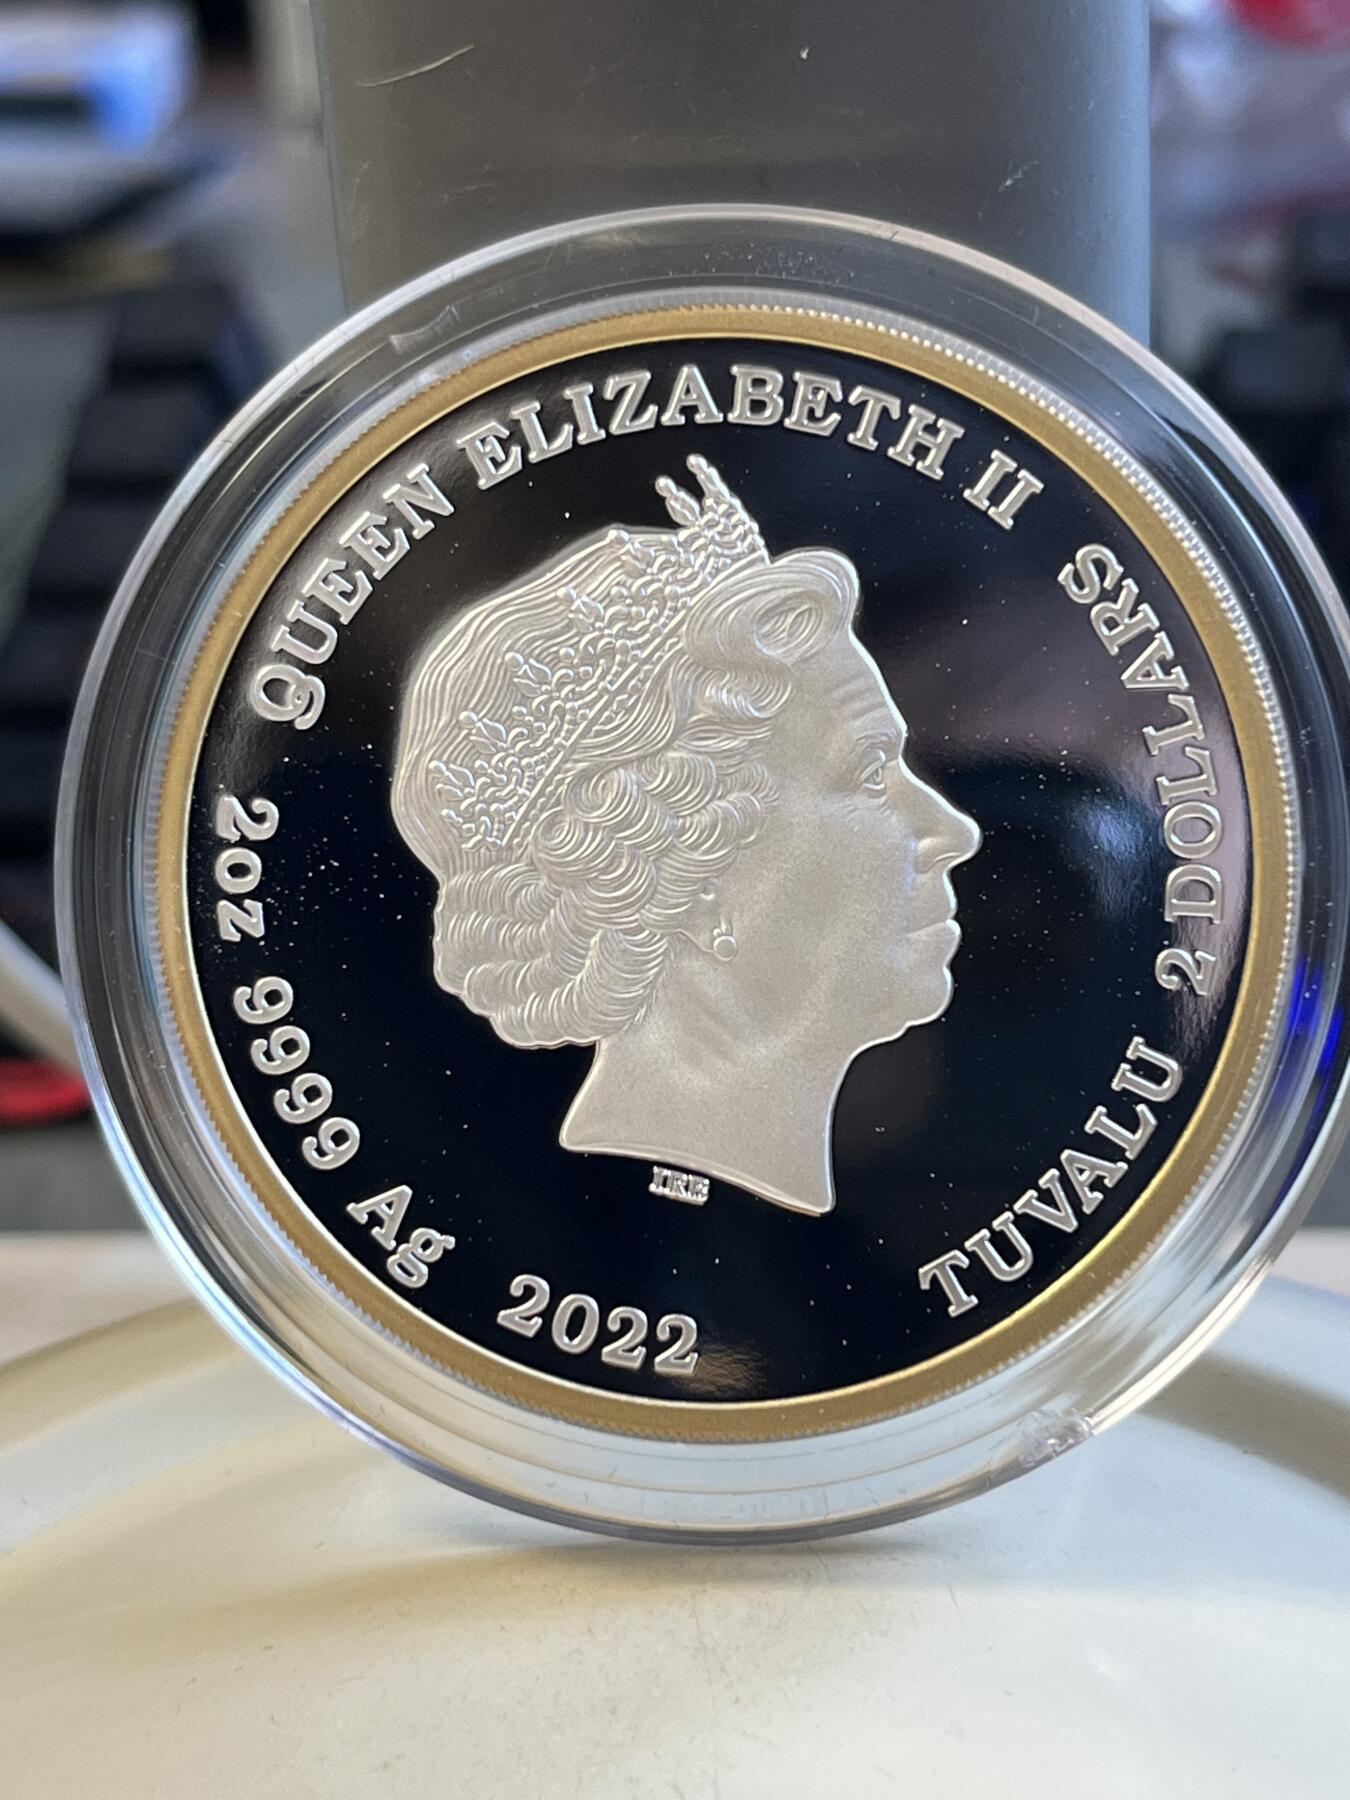 QUEEN ELIZABETH II
2 DOLLARS
TUVALU
2oz 9999 Ag 2022
IRB